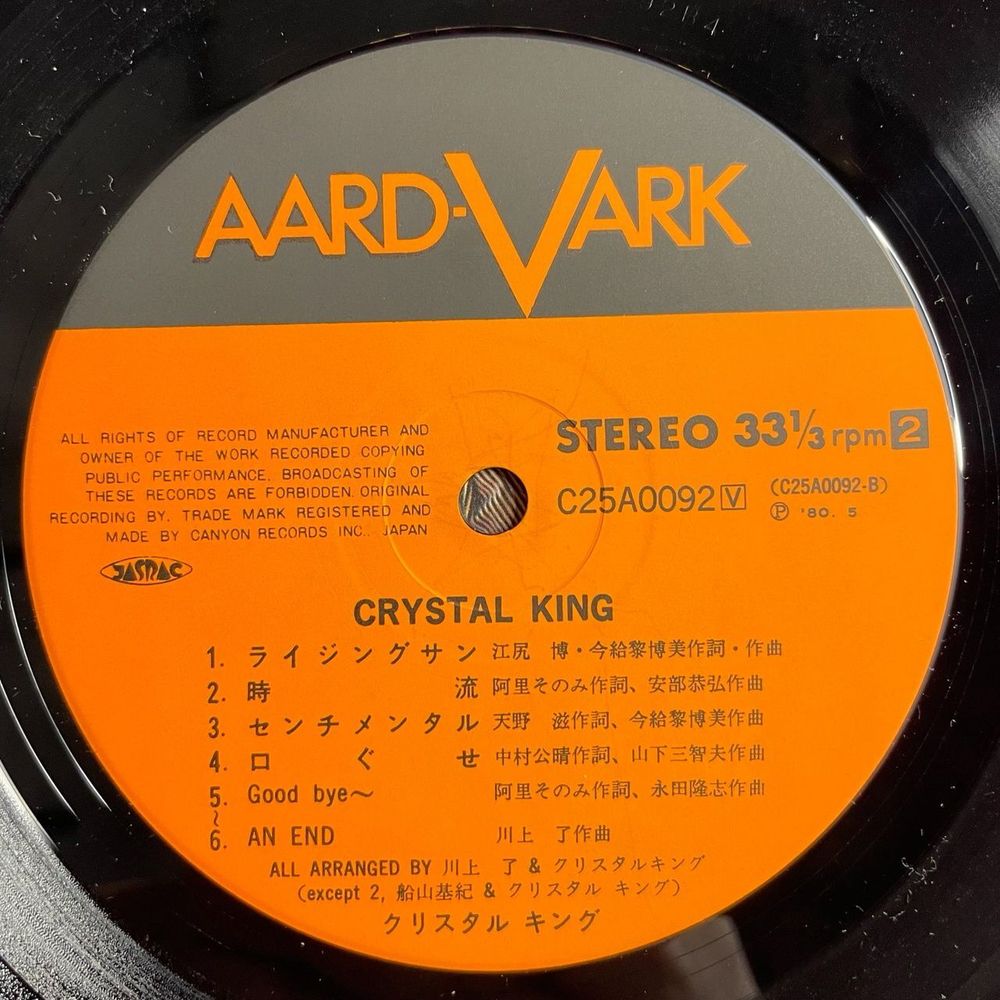 AARD-VARK
ALL RIGHTS OF RECORD MANUFACTURER AND
OWNER OF THE WORK RECORDED COPYING
PUBLIC PERFORMANCE, BROADCASTING OF
THESE RECORDS ARE FORBIDDEN. ORIGINAL
RECORDING BY, TRADE MARK REGISTERED AND
MADE BY CANYON RECORDS INC., JAPAN
JASRAC
STEREO 33⅓ rpm 2
C25A0092 V (C25A0092-B)
Ⓟ '80. 5
CRYSTAL KING
1. ライジングサン 江尻 博・今給黎博美作詞・作曲
2. 時流 阿里そのみ作詞、安部恭弘作曲
3. センチメンタル 天野 滋作詞、今給黎博美作曲
4. 口ぐせ 中村公晴作詞、山下三智夫作曲
5. Good bye〜 阿里そのみ作詞、永田隆志作曲
〜
6. AN END 川上 了作曲
ALL ARRANGED BY 川上 了 & クリスタルキング
(except 2, 船山基紀 & クリスタル キング)
クリスタル キング